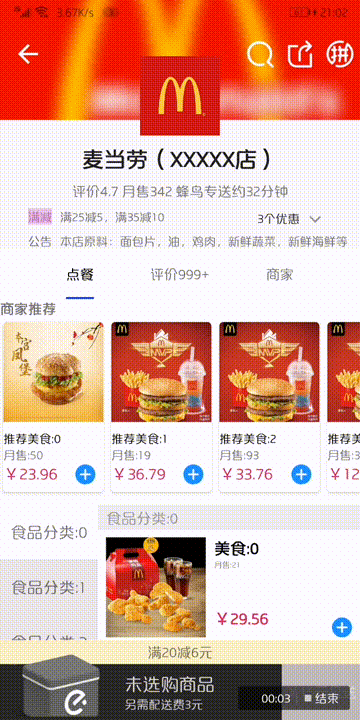 3.67K/s 21:02
拼
麦当劳（XXXXX店）
评价4.7 月售342 蜂鸟专送约32分钟
满减 满25减5，满35减10 3个优惠
公告 本店原料：面包片，油，鸡肉，新鲜蔬菜，新鲜海鲜等
点餐 评价999+ 商家
商家推荐
推荐美食:0 推荐美食:1 推荐美食:2 推荐美
月售:50 月售:19 月售:93 月售:3
￥23.96 ￥36.79 ￥33.76 ￥12
食品分类:0
食品分类:0
美食:0
月售:21
食品分类:1
￥29.56
满20减6元
未选购商品
另需配送费3元
00:03 结束